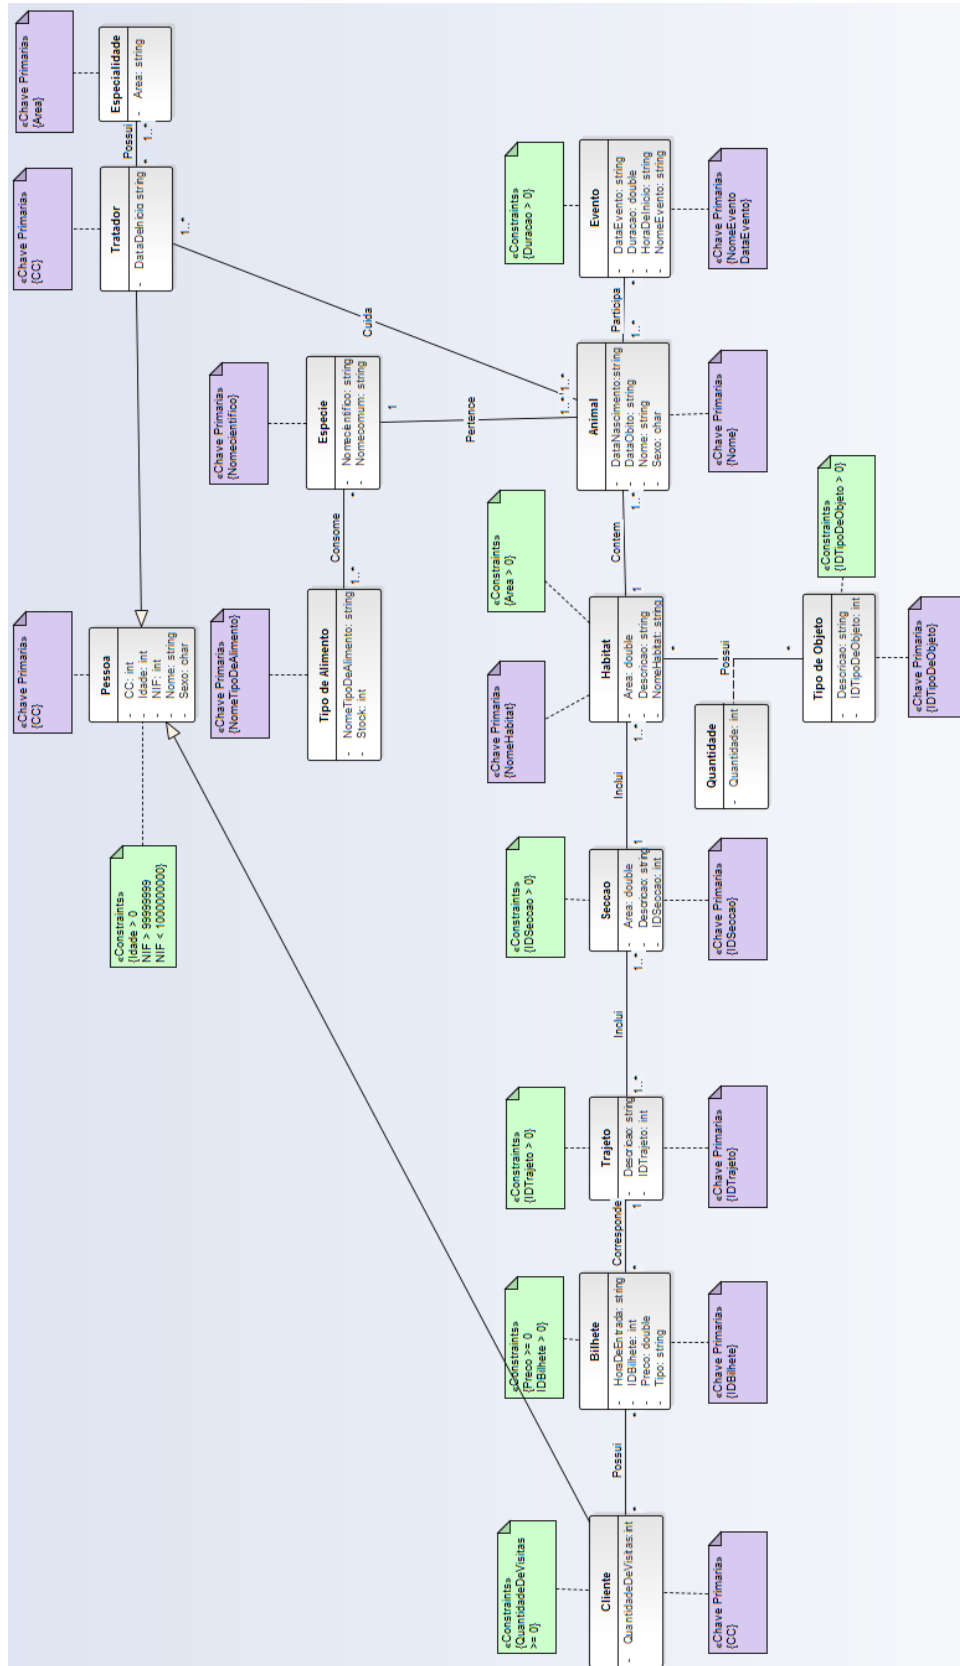 «Chave Primaria»
{CC}
«Chave Primaria»
{CC}
«Chave Primaria»
{Area}
Pessoa
- CC: int
- Idade: int
- NIF: int
- Nome: string
- Sexo: char
Tratador
- DataDeInicio: string
*
Possui
1..*
Especialidade
- Area: string
«Constraints»
{Idade > 0
NIF > 99999999
NIF < 1000000000}
1..*
Cuida
1..*
«Chave Primaria»
{NomeTipoDeAlimento}
«Chave Primaria»
{Nomecientifico}
Tipo de Alimento
- NomeTipoDeAlimento: string
- Stock: int
1..*
Consome
*
Especie
- Nomecientifico: string
- Nomecomum: string
1
Pertence
1..*
«Constraints»
{QuantidadeDeVisitas
>= 0}
«Constraints»
{Preco >= 0
IDBilhete > 0}
«Constraints»
{IDTrajeto > 0}
«Constraints»
{IDSeccao > 0}
«Chave Primaria»
{NomeHabitat}
«Constraints»
{Area > 0}
«Constraints»
{Duracao > 0}
Cliente
- QuantidadeDeVisitas: int
*
Possui
*
Bilhete
- HoraDeEntrada: string
- IDBilhete: int
- Preco: double
- Tipo: string
*
Corresponde
1
Trajeto
- Descricao: string
- IDTrajeto: int
1..*
Inclui
1..*
Seccao
- Area: double
- Descricao: string
- IDSeccao: int
1
Inclui
1..*
Habitat
- Area: double
- Descricao: string
- NomeHabitat: string
1
Contem
1..*
Animal
- DataNascimento: string
- DataObito: string
- Nome: string
- Sexo: char
1..*
Participa
*
Evento
- DataEvento: string
- Duracao: double
- HoraDeInicio: string
- NomeEvento: string
«Chave Primaria»
{CC}
«Chave Primaria»
{IDBilhete}
«Chave Primaria»
{IDTrajeto}
«Chave Primaria»
{IDSeccao}
Quantidade
- Quantidade: int
*
Possui
*
«Chave Primaria»
{Nome}
«Chave Primaria»
{NomeEvento
DataEvento}
Tipo de Objeto
- Descricao: string
- IDTipoDeObjeto: int
«Constraints»
{IDTipoDeObjeto > 0}
«Chave Primaria»
{IDTipoDeObjeto}